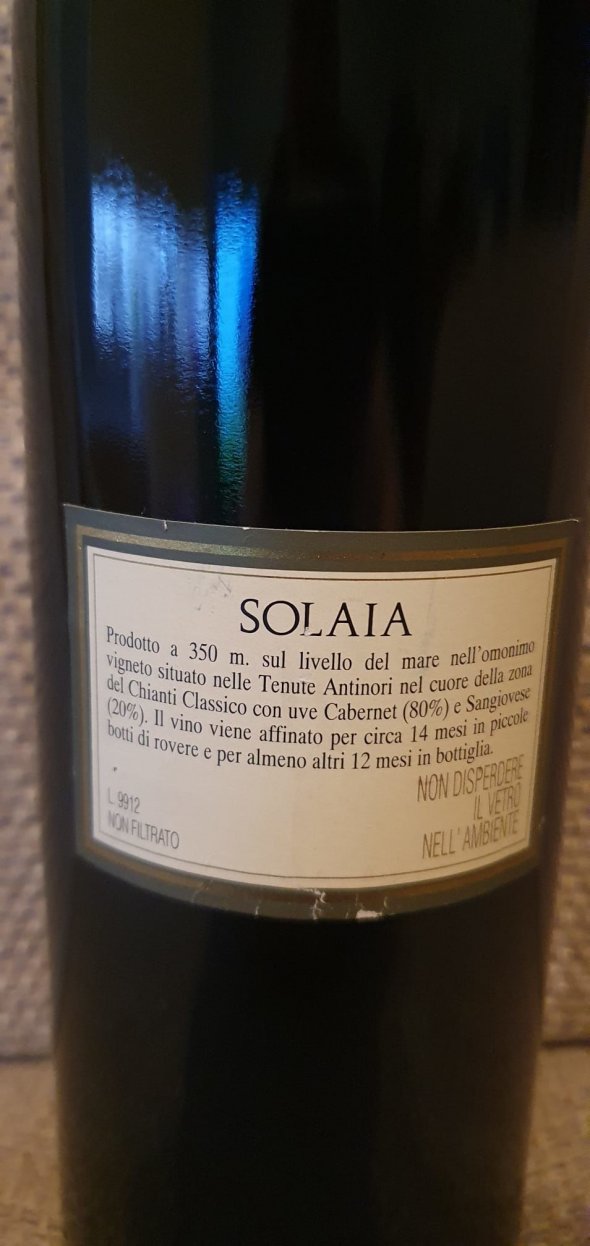 SOLAIA
Prodotto a 350 m. sul livello del mare nell'omonimo
vigneto situato nelle Tenute Antinori nel cuore della zona
del Chianti Classico con uve Cabernet (80%) e Sangiovese
(20%). Il vino viene affinato per circa 14 mesi in piccole
botti di rovere e per almeno altri 12 mesi in bottiglia.
L. 9912
NON FILTRATO
NON DISPERDERE
IL VETRO
NELL'AMBIENTE